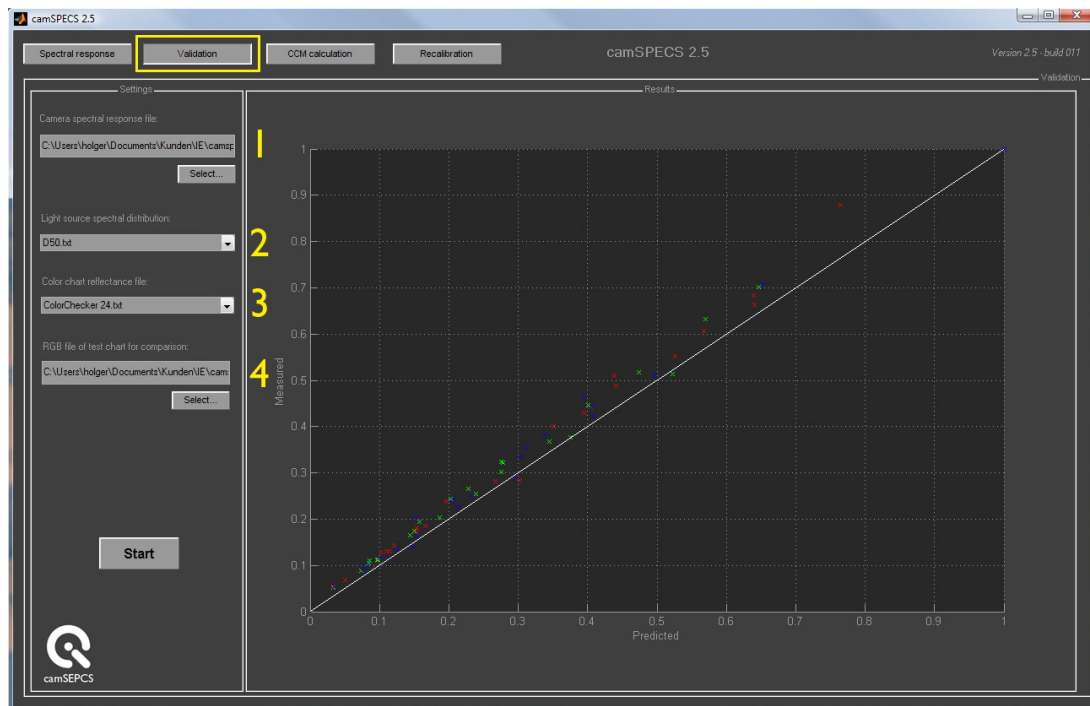 camSPECS 2.5
Spectral response
Validation
CCM calculation
Recalibration
camSPECS 2.5
Version 2.5 - build 011
Validation
Settings
Camera spectral response file:
C:\Users\holger\Documents\Kunden\IE\camsp
1
Select...
Light source spectral distribution:
D50.txt
2
Color chart reflectance file:
ColorChecker 24.txt
3
RGB file of test chart for comparison:
C:\Users\holger\Documents\Kunden\IE\cam
4
Select...
Start
camSEPCS
Results
1
0.9
0.8
0.7
0.6
0.5
0.4
0.3
0.2
0.1
0
Measured
0
0.1
0.2
0.3
0.4
0.5
0.6
0.7
0.8
0.9
1
Predicted